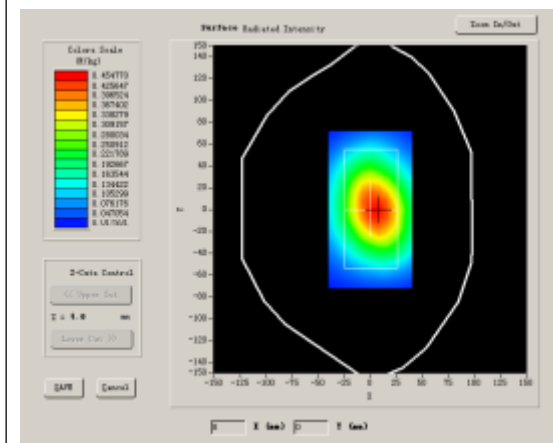 Surface Radiated Intensity
Zoom In/Out
Colors Scale
(W/kg)
0.454770
0.425647
0.396524
0.367402
0.338279
0.309157
0.280034
0.250912
0.221789
0.192667
0.163544
0.134422
0.105299
0.076176
0.047054
150
140
120
100
80
60
40
20
0
-20
-40
-60
-80
-100
-120
-140
-150
-150 -125 -100 -75 -50 -25 0 25 50 75 100 125 150
X
Z-Cuts Control
Upper Cut
Z = 4.0 mm
Lower Cut >>
SAVE
Cancel
X (mm)
Y (mm)